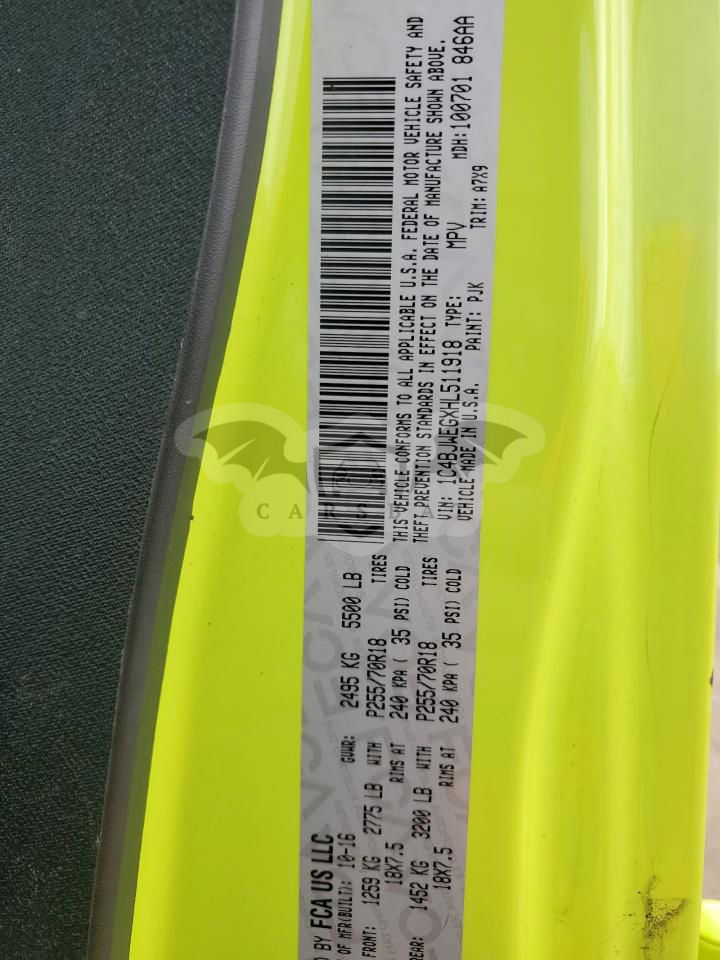 D BY FCA US LLC
OF MFR(BUILT): 10-16 GVWR: 2495 KG 5500 LB
FRONT: 1259 KG 2775 LB WITH P255/70R18 TIRES
18X7.5 RIMS AT 240 KPA ( 35 PSI) COLD
REAR: 1452 KG 3200 LB WITH P255/70R18 TIRES
18X7.5 RIMS AT 240 KPA ( 35 PSI) COLD
THIS VEHICLE CONFORMS TO ALL APPLICABLE U.S.A. FEDERAL MOTOR VEHICLE SAFETY AND
THEFT PREVENTION STANDARDS IN EFFECT ON THE DATE OF MANUFACTURE SHOWN ABOVE.
VIN: 1C4BJWEGXHL511918 TYPE: MPV MDH: 100701 846AA
VEHICLE MADE IN U.S.A. PAINT: PJK TRIM: A7X9